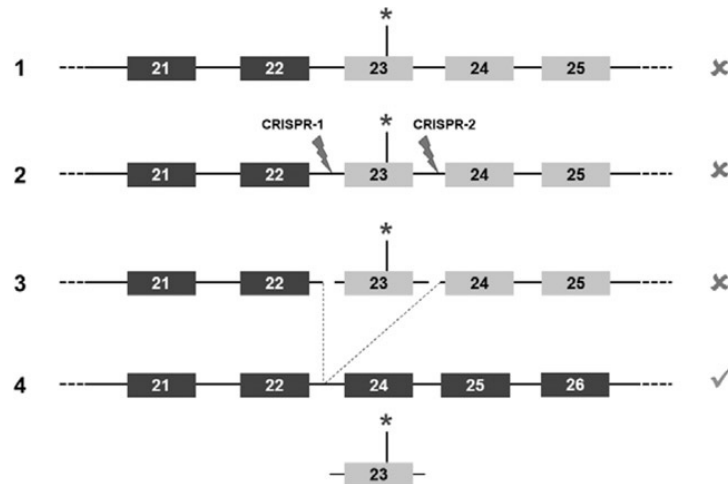 *
1 21 22 23 24 25 ✘
CRISPR-1 * CRISPR-2
2 21 22 23 24 25 ✘
*
3 21 22 23 24 25 ✘
4 21 22 24 25 26 ✓
*
23